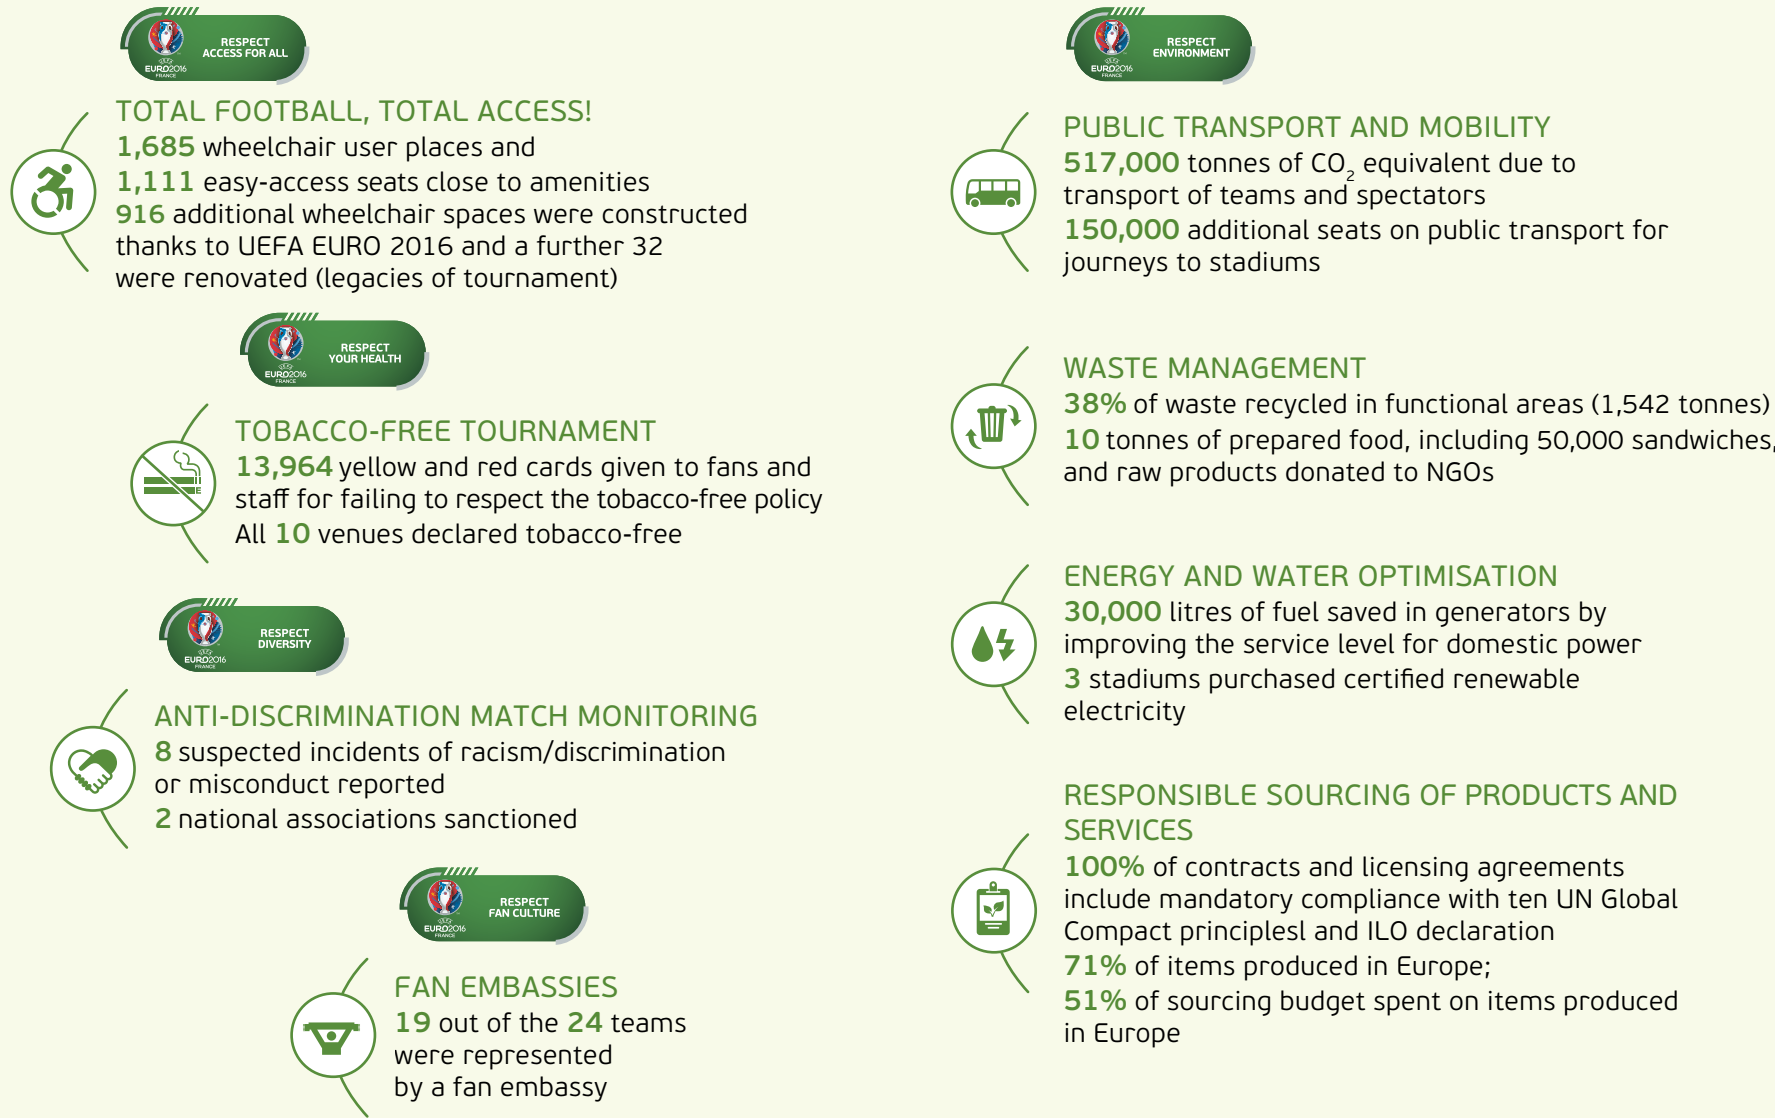 RESPECT
ACCESS FOR ALL
UEFA
EURO2016
FRANCE
TOTAL FOOTBALL, TOTAL ACCESS!
1,685 wheelchair user places and
1,111 easy-access seats close to amenities
916 additional wheelchair spaces were constructed
thanks to UEFA EURO 2016 and a further 32
were renovated (legacies of tournament)
RESPECT
YOUR HEALTH
UEFA
EURO2016
FRANCE
TOBACCO-FREE TOURNAMENT
13,964 yellow and red cards given to fans and
staff for failing to respect the tobacco-free policy
All 10 venues declared tobacco-free
RESPECT
DIVERSITY
UEFA
EURO2016
FRANCE
ANTI-DISCRIMINATION MATCH MONITORING
8 suspected incidents of racism/discrimination
or misconduct reported
2 national associations sanctioned
RESPECT
FAN CULTURE
UEFA
EURO2016
FRANCE
FAN EMBASSIES
19 out of the 24 teams
were represented
by a fan embassy
RESPECT
ENVIRONMENT
UEFA
EURO2016
FRANCE
PUBLIC TRANSPORT AND MOBILITY
517,000 tonnes of CO2 equivalent due to
transport of teams and spectators
150,000 additional seats on public transport for
journeys to stadiums
WASTE MANAGEMENT
38% of waste recycled in functional areas (1,542 tonnes)
10 tonnes of prepared food, including 50,000 sandwiches,
and raw products donated to NGOs
ENERGY AND WATER OPTIMISATION
30,000 litres of fuel saved in generators by
improving the service level for domestic power
3 stadiums purchased certified renewable
electricity
RESPONSIBLE SOURCING OF PRODUCTS AND
SERVICES
100% of contracts and licensing agreements
include mandatory compliance with ten UN Global
Compact principlesl and ILO declaration
71% of items produced in Europe;
51% of sourcing budget spent on items produced
in Europe